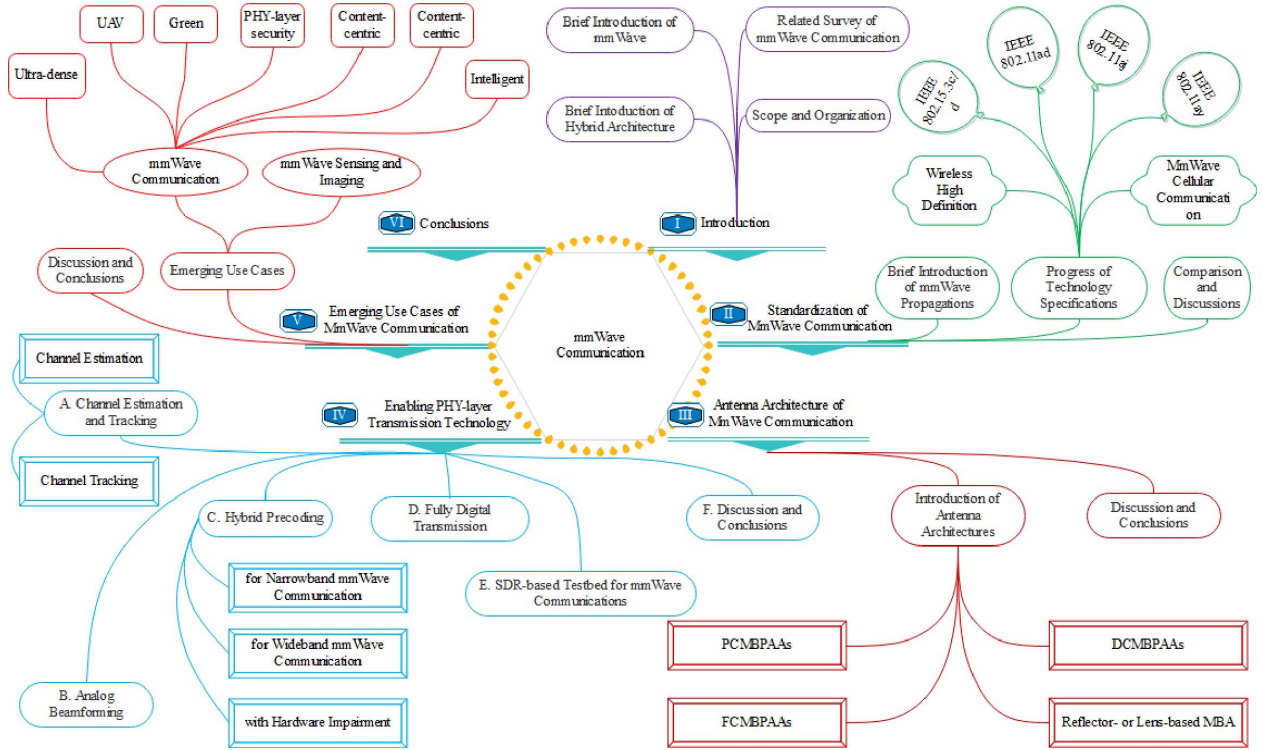 UAV
Green
PHY-layer
security
Content-
centric
Content-
centric
Ultra-dense
Intelligent
mmWave
Communication
mmWave Sensing and
Imaging
Discussion and
Conclusions
Emerging Use Cases
Brief Introduction of
mmWave
Related Survey of
mmWave Communication
Brief Intoduction of
Hybrid Architecture
Scope and Organization
IEEE
802.15.3c/
d
IEEE
802.11ad
IEEE
802.11aj
IEEE
802.11ay
Wireless
High
Definition
MmWave
Cellular
Communicati
on
Brief Introduction
of mmWave
Propagations
Progress of
Technology
Specifications
Comparison
and
Discussions
VI
Conclusions
I
Introduction
V
Emerging Use Cases of
MmWave Communication
mmWave
Communication
II
Standardization of
MmWave Communication
IV
Enabling PHY-layer
Transmission Technology
III
Antenna Architecture of
MmWave Communication
Channel Estimation
A. Channel Estimation
and Tracking
Channel Tracking
B. Analog
Beamforming
C. Hybrid Precoding
for Narrowband mmWave
Communication
for Wideband mmWave
Communication
with Hardware Impairment
D. Fully Digital
Transmission
E. SDR-based Testbed for mmWave
Communications
F. Discussion and
Conclusions
Introduction of
Antenna
Architectures
Discussion and
Conclusions
PCMBPAAs
DCMBPAAs
FCMBPAAs
Reflector- or Lens-based MBA